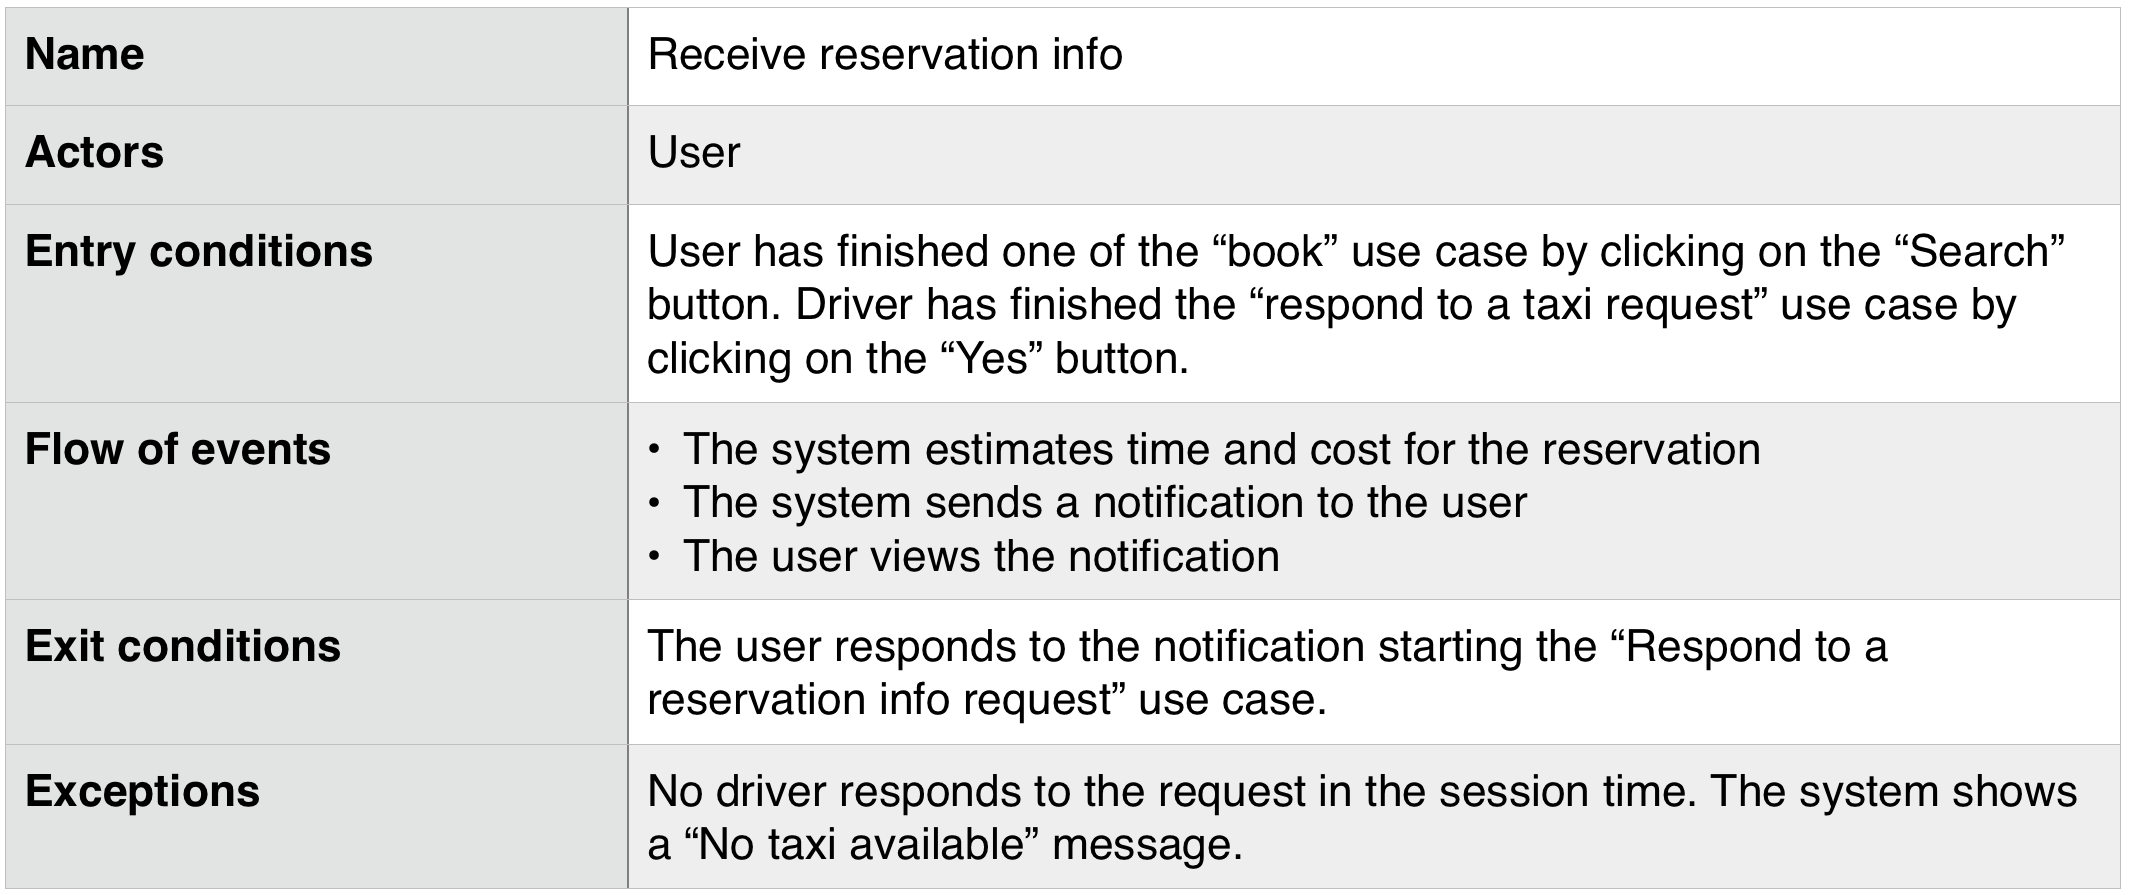 Name
Receive reservation info
Actors
User
Entry conditions
User has finished one of the “book” use case by clicking on the “Search”
button. Driver has finished the “respond to a taxi request” use case by
clicking on the “Yes” button.
Flow of events
• The system estimates time and cost for the reservation
• The system sends a notification to the user
• The user views the notification
Exit conditions
The user responds to the notification starting the “Respond to a
reservation info request” use case.
Exceptions
No driver responds to the request in the session time. The system shows
a “No taxi available” message.